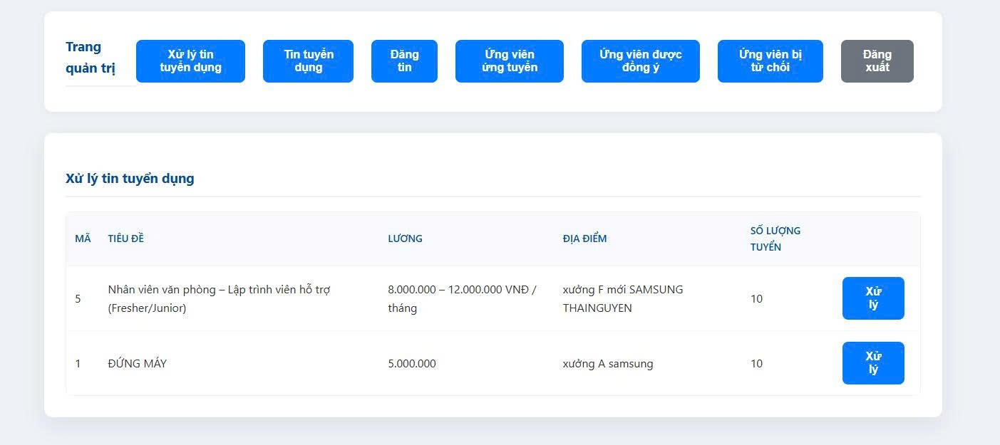 Trang
quản trị
Xử lý tin
tuyển dụng
Tin tuyển
dụng
Đăng
tin
Ứng viên
ứng tuyển
Ứng viên được
đồng ý
Ứng viên bị
từ chối
Đăng
xuất
Xử lý tin tuyển dụng
MÃ TIÊU ĐỀ LƯƠNG ĐỊA ĐIỂM SỐ LƯỢNG
TUYỂN
5 Nhân viên văn phòng – Lập trình viên hỗ trợ
(Fresher/Junior)
8.000.000 – 12.000.000 VNĐ /
tháng
xưởng F mới SAMSUNG
THAINGUYEN
10
Xử
lý
1 ĐỨNG MÁY 5.000.000 xưởng A samsung 10
Xử
lý